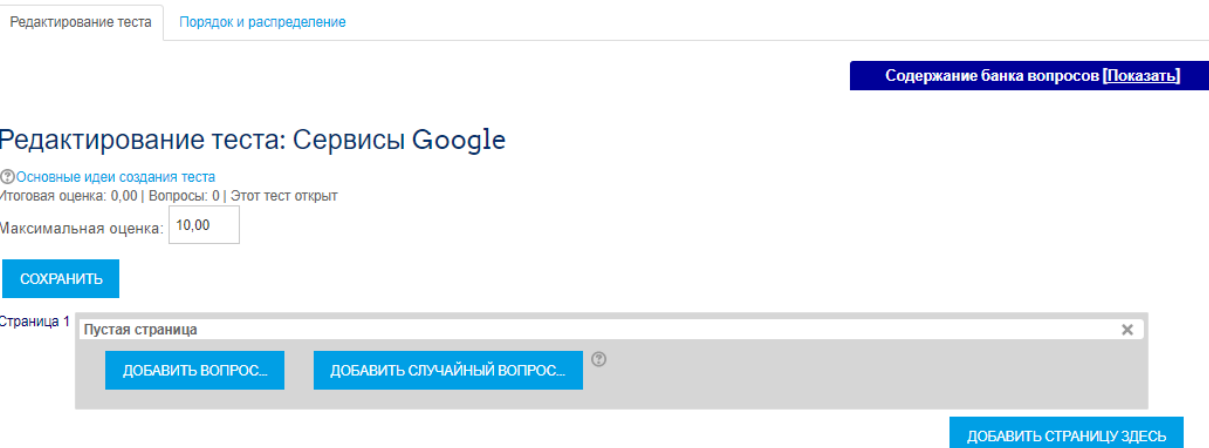 Редактирование теста Порядок и распределение
Содержание банка вопросов [Показать]
Редактирование теста: Сервисы Google
Основные идеи создания теста
Итоговая оценка: 0,00 | Вопросы: 0 | Этот тест открыт
Максимальная оценка: 10,00
СОХРАНИТЬ
Страница 1 Пустая страница
ДОБАВИТЬ ВОПРОС... ДОБАВИТЬ СЛУЧАЙНЫЙ ВОПРОС...
ДОБАВИТЬ СТРАНИЦУ ЗДЕСЬ